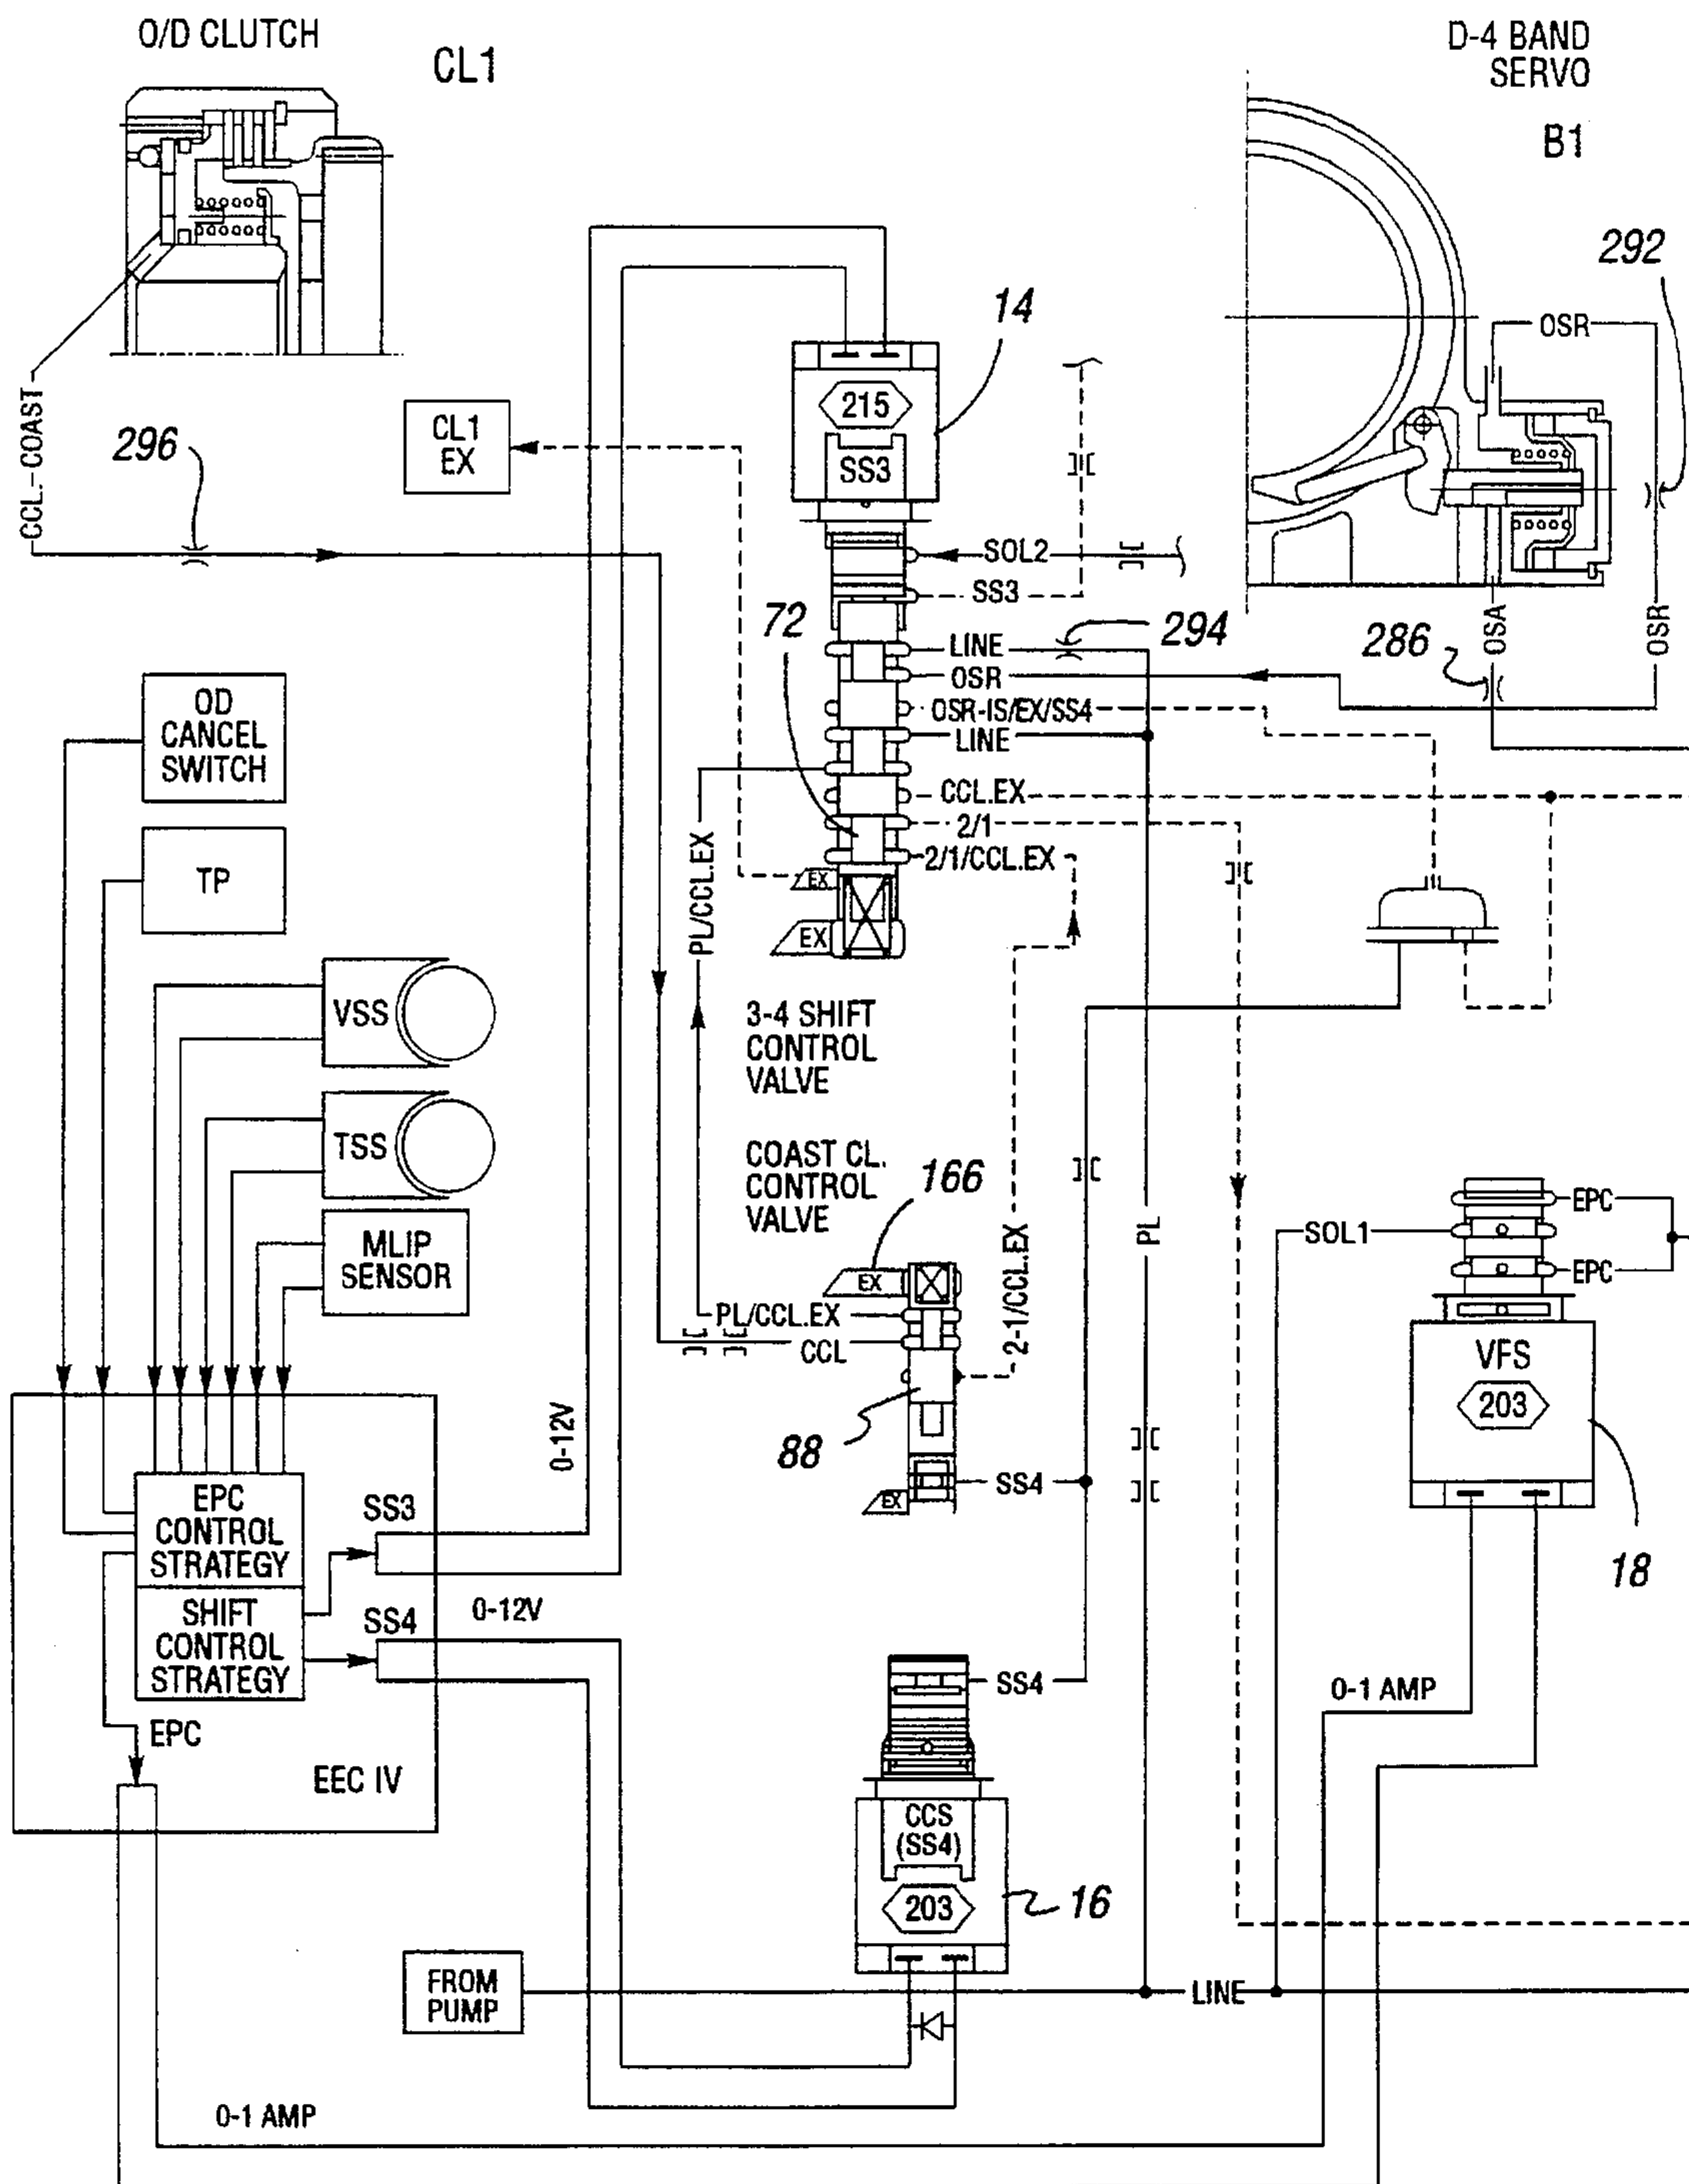 O/D CLUTCH
CL1
D-4 BAND
SERVO
B1
292
OSR
14
215
SS3
CL1
EX
296
CCL.-COAST
SOL2
SS3
72
294
LINE
OSR
286
OSA
OSR
OSR-IS/EX/SS4
LINE
OD
CANCEL
SWITCH
CCL.EX
2/1
2/1/CCL.EX
TP
EX
EX
PL/CCL.EX
VSS
3-4 SHIFT
CONTROL
VALVE
TSS
COAST CL.
CONTROL
VALVE
166
MLIP
SENSOR
EX
PL/CCL.EX
CCL
2-1/CCL.EX
PL
SOL1
EPC
EPC
VFS
203
88
0-12V
SS4
EX
18
EPC
CONTROL
STRATEGY
SS3
SHIFT
CONTROL
STRATEGY
SS4
0-12V
SS4
0-1 AMP
EPC
EEC IV
CCS
(SS4)
203
16
FROM
PUMP
LINE
0-1 AMP